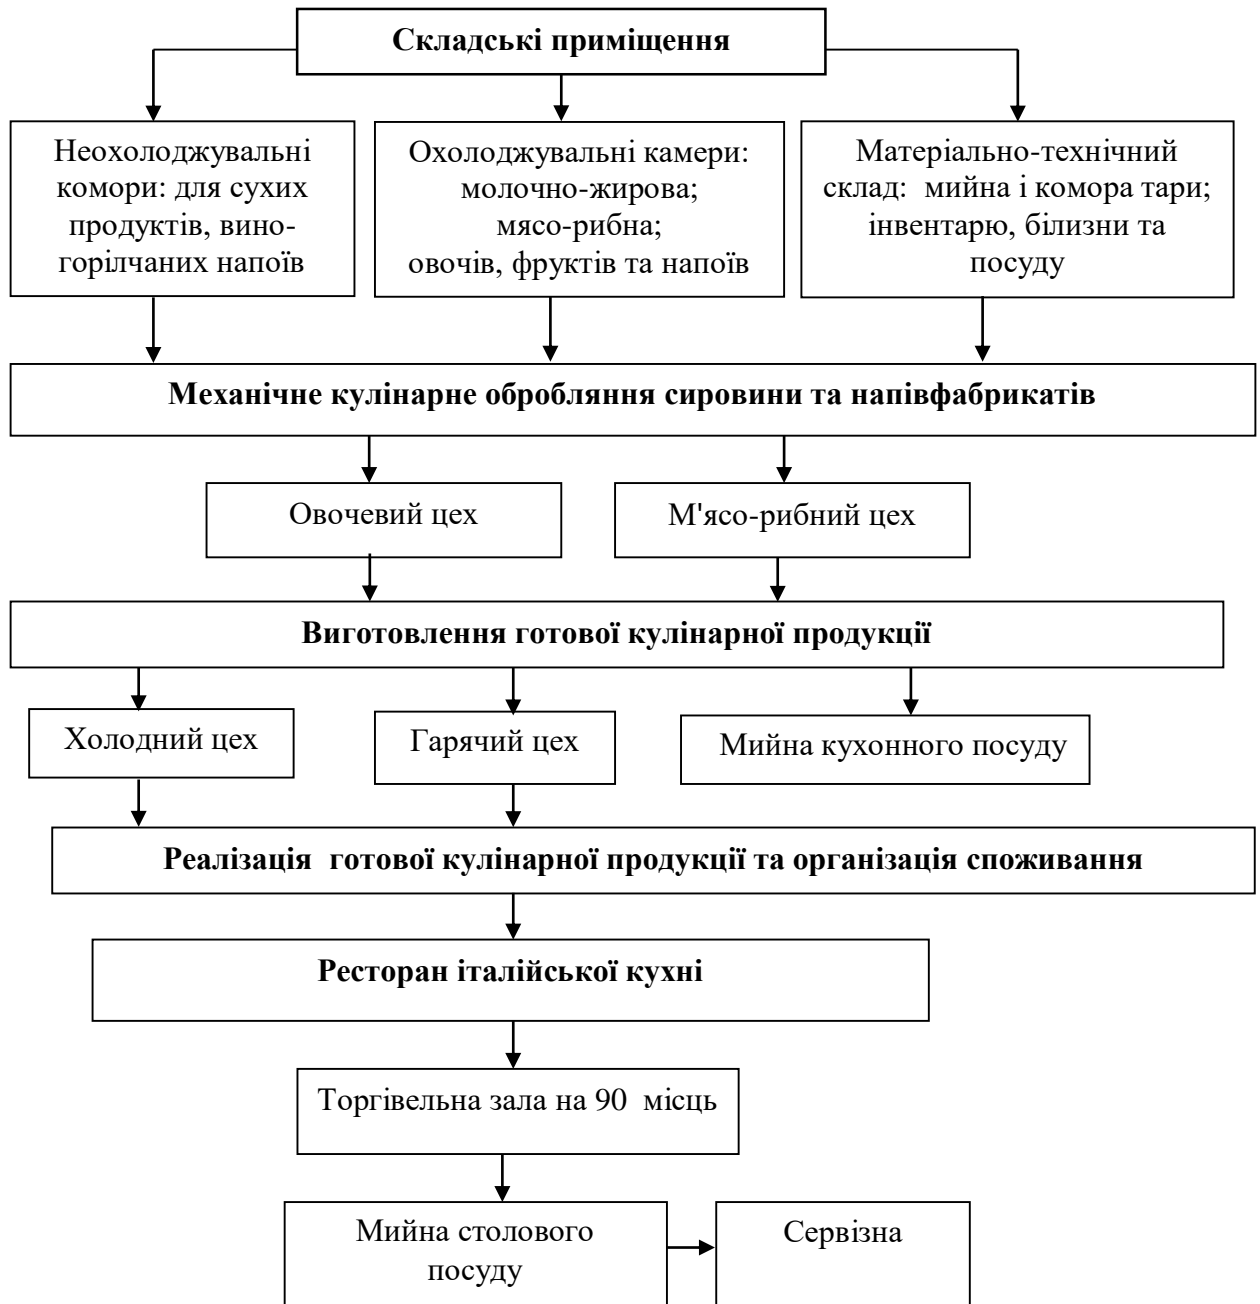 Складські приміщення
Неохолоджувальні
комори: для сухих
продуктів, вино-
горілчаних напоїв
Охолоджувальні камери:
молочно-жирова;
мясо-рибна;
овочів, фруктів та напоїв
Матеріально-технічний
склад: мийна і комора тари;
інвентарю, білизни та
посуду
Механічне кулінарне обробляння сировини та напівфабрикатів
Овочевий цех
М'ясо-рибний цех
Виготовлення готової кулінарної продукції
Холодний цех
Гарячий цех
Мийна кухонного посуду
Реалізація готової кулінарної продукції та організація споживання
Ресторан італійської кухні
Торгівельна зала на 90 місць
Мийна столового
посуду
Сервізна